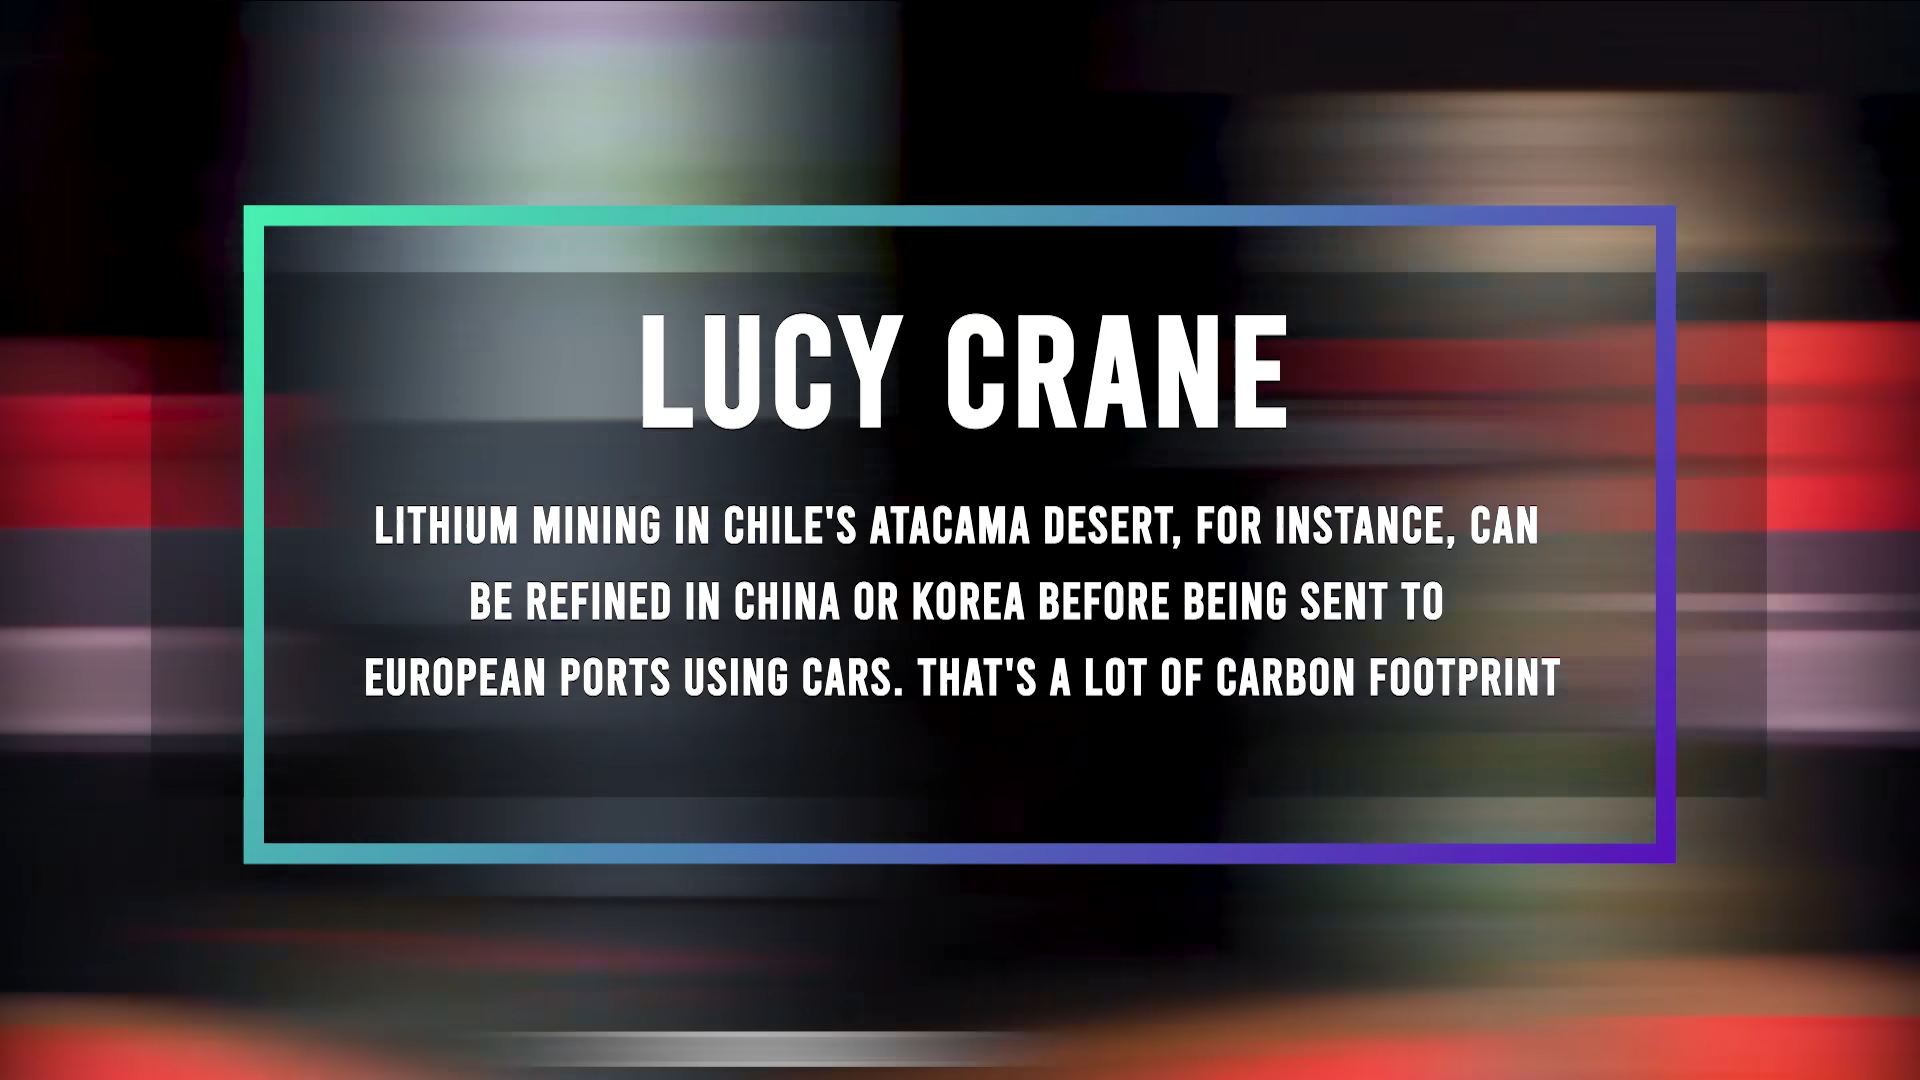 LUCY CRANE
LITHIUM MINING IN CHILE'S ATACAMA DESERT, FOR INSTANCE, CAN
BE REFINED IN CHINA OR KOREA BEFORE BEING SENT TO
EUROPEAN PORTS USING CARS. THAT'S A LOT OF CARBON FOOTPRINT